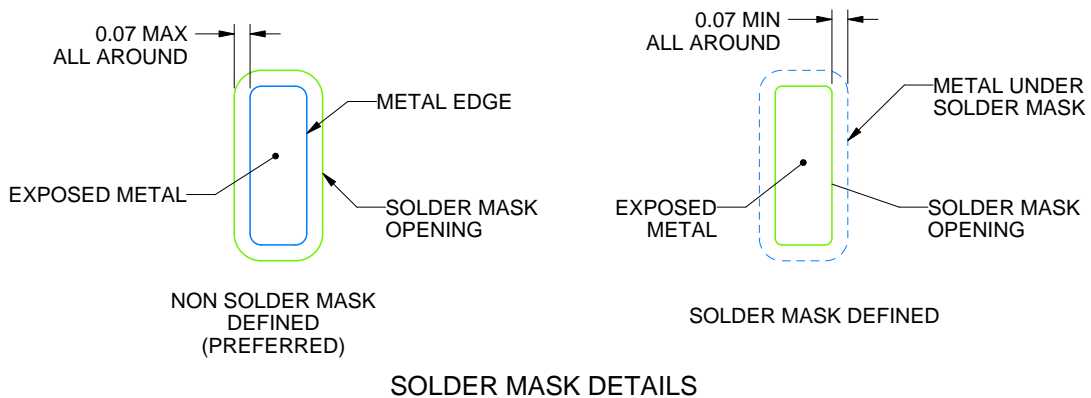 0.07 MAX
ALL AROUND
METAL EDGE
EXPOSED METAL
SOLDER MASK
OPENING
NON SOLDER MASK
DEFINED
(PREFERRED)
0.07 MIN
ALL AROUND
METAL UNDER
SOLDER MASK
EXPOSED
METAL
SOLDER MASK
OPENING
SOLDER MASK DEFINED
SOLDER MASK DETAILS